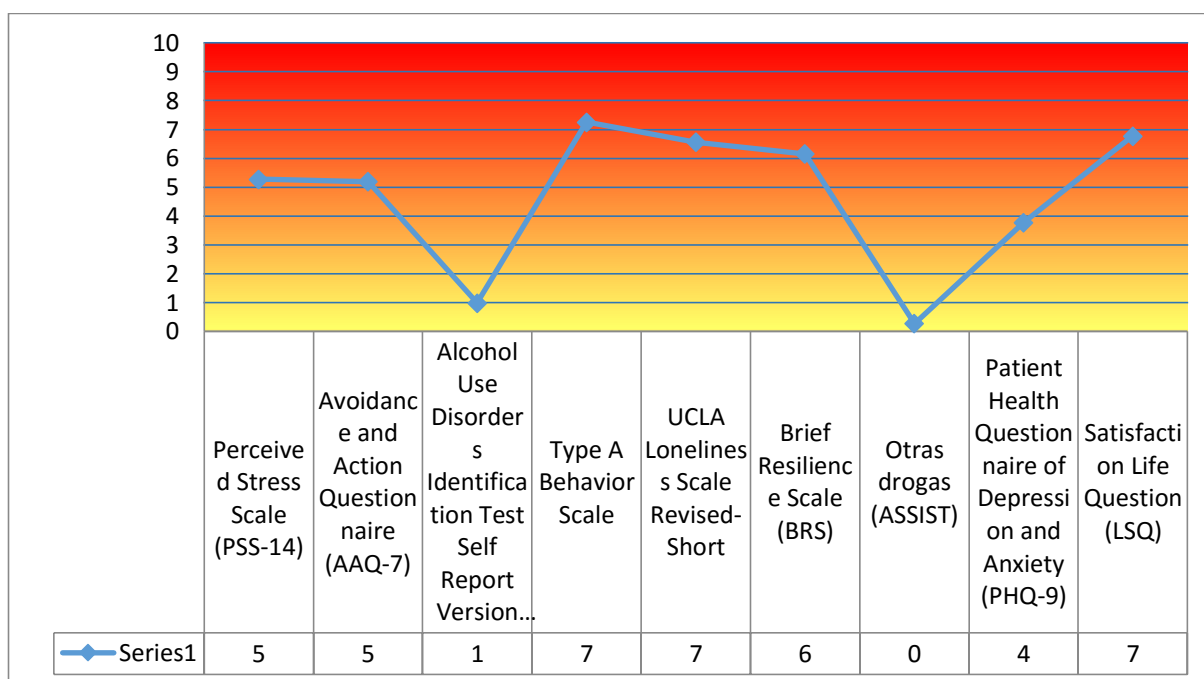 10
9
8
7
6
5
4
3
2
1
0
Perceive
d Stress
Scale
(PSS-14)
Avoidanc
e and
Action
Question
naire
(AAQ-7)
Alcohol
Use
Disorder
s
Identifica
tion Test
Self
Report
Version...
Type A
Behavior
Scale
UCLA
Lonelines
s Scale
Revised-
Short
Brief
Resilienc
e Scale
(BRS)
Otras
drogas
(ASSIST)
Patient
Health
Question
naire of
Depressi
on and
Anxiety
(PHQ-9)
Satisfacti
on Life
Question
(LSQ)
Series1 5 5 1 7 7 6 0 4 7